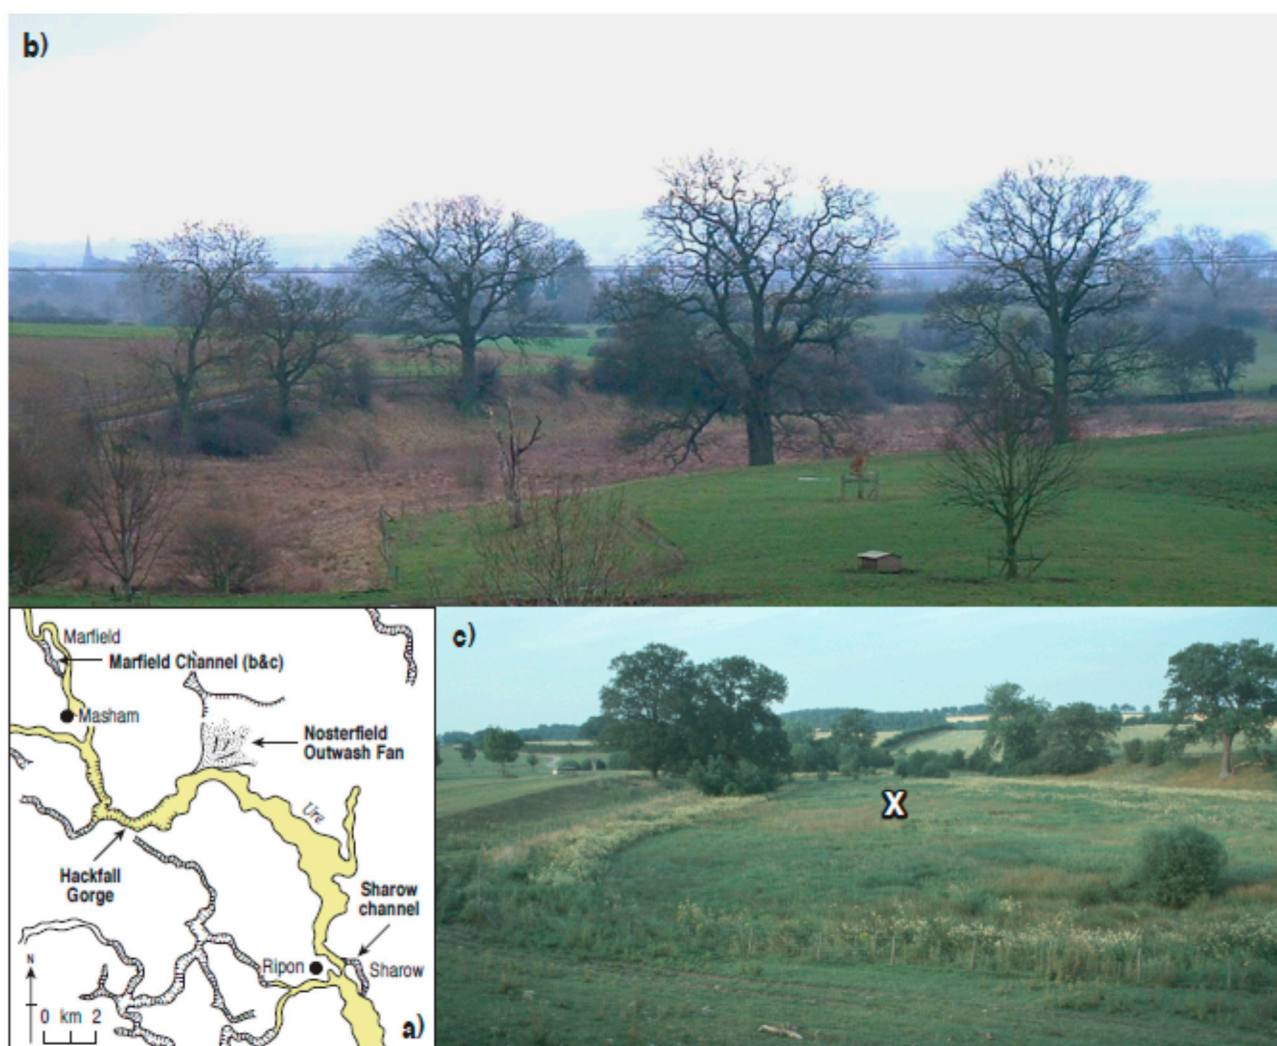 b)
Marfield
Marfield Channel (b&c)
Masham
Nosterfield
Outwash Fan
Ure
Hackfall
Gorge
Sharow
channel
Ripon
Sharow
N
0 km 2
a)
c)
X